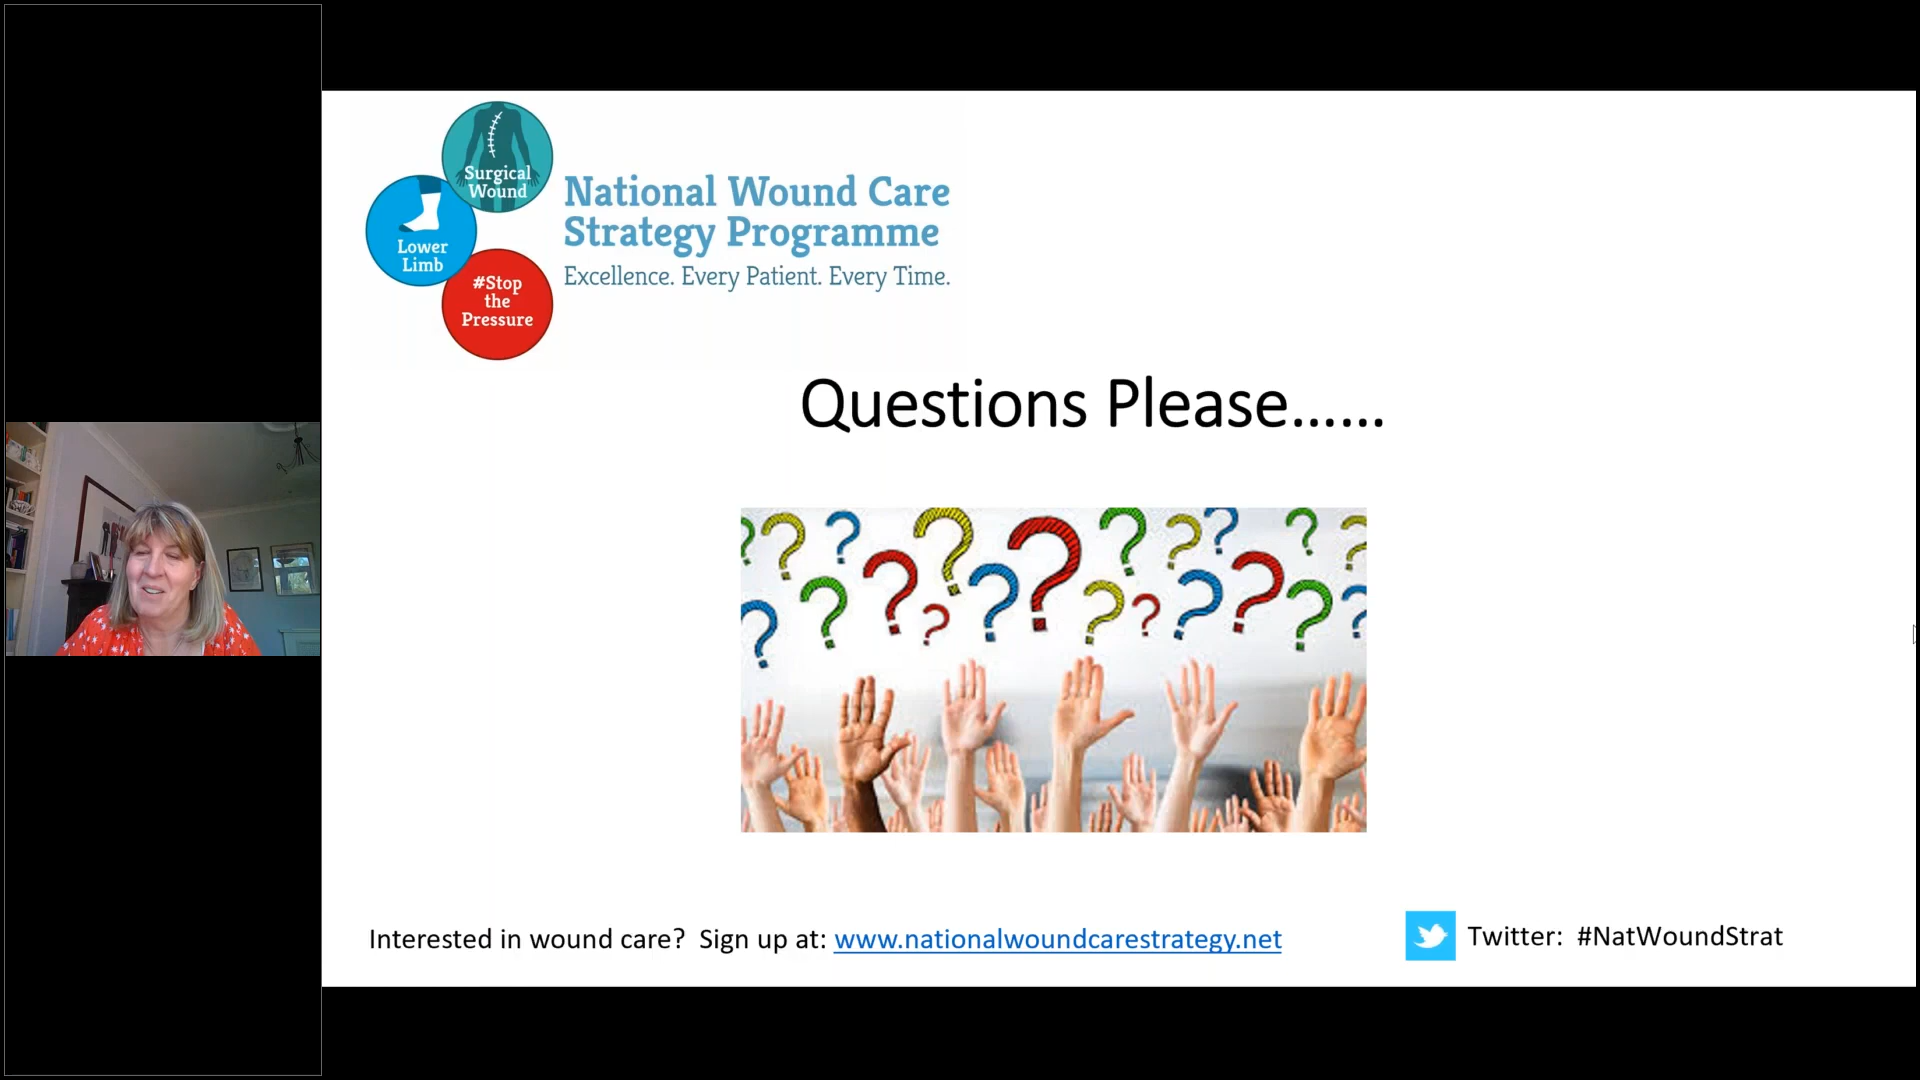 Surgical
Wound
Lower
Limb
#Stop
the
Pressure
National Wound Care
Strategy Programme
Excellence. Every Patient. Every Time.
Questions Please......
? ? ? ? ? ? ? ? ? ?
? ? ? ? ? ? ? ? ? ? ?
Interested in wound care?  Sign up at: www.nationalwoundcarestrategy.net
Twitter:  #NatWoundStrat